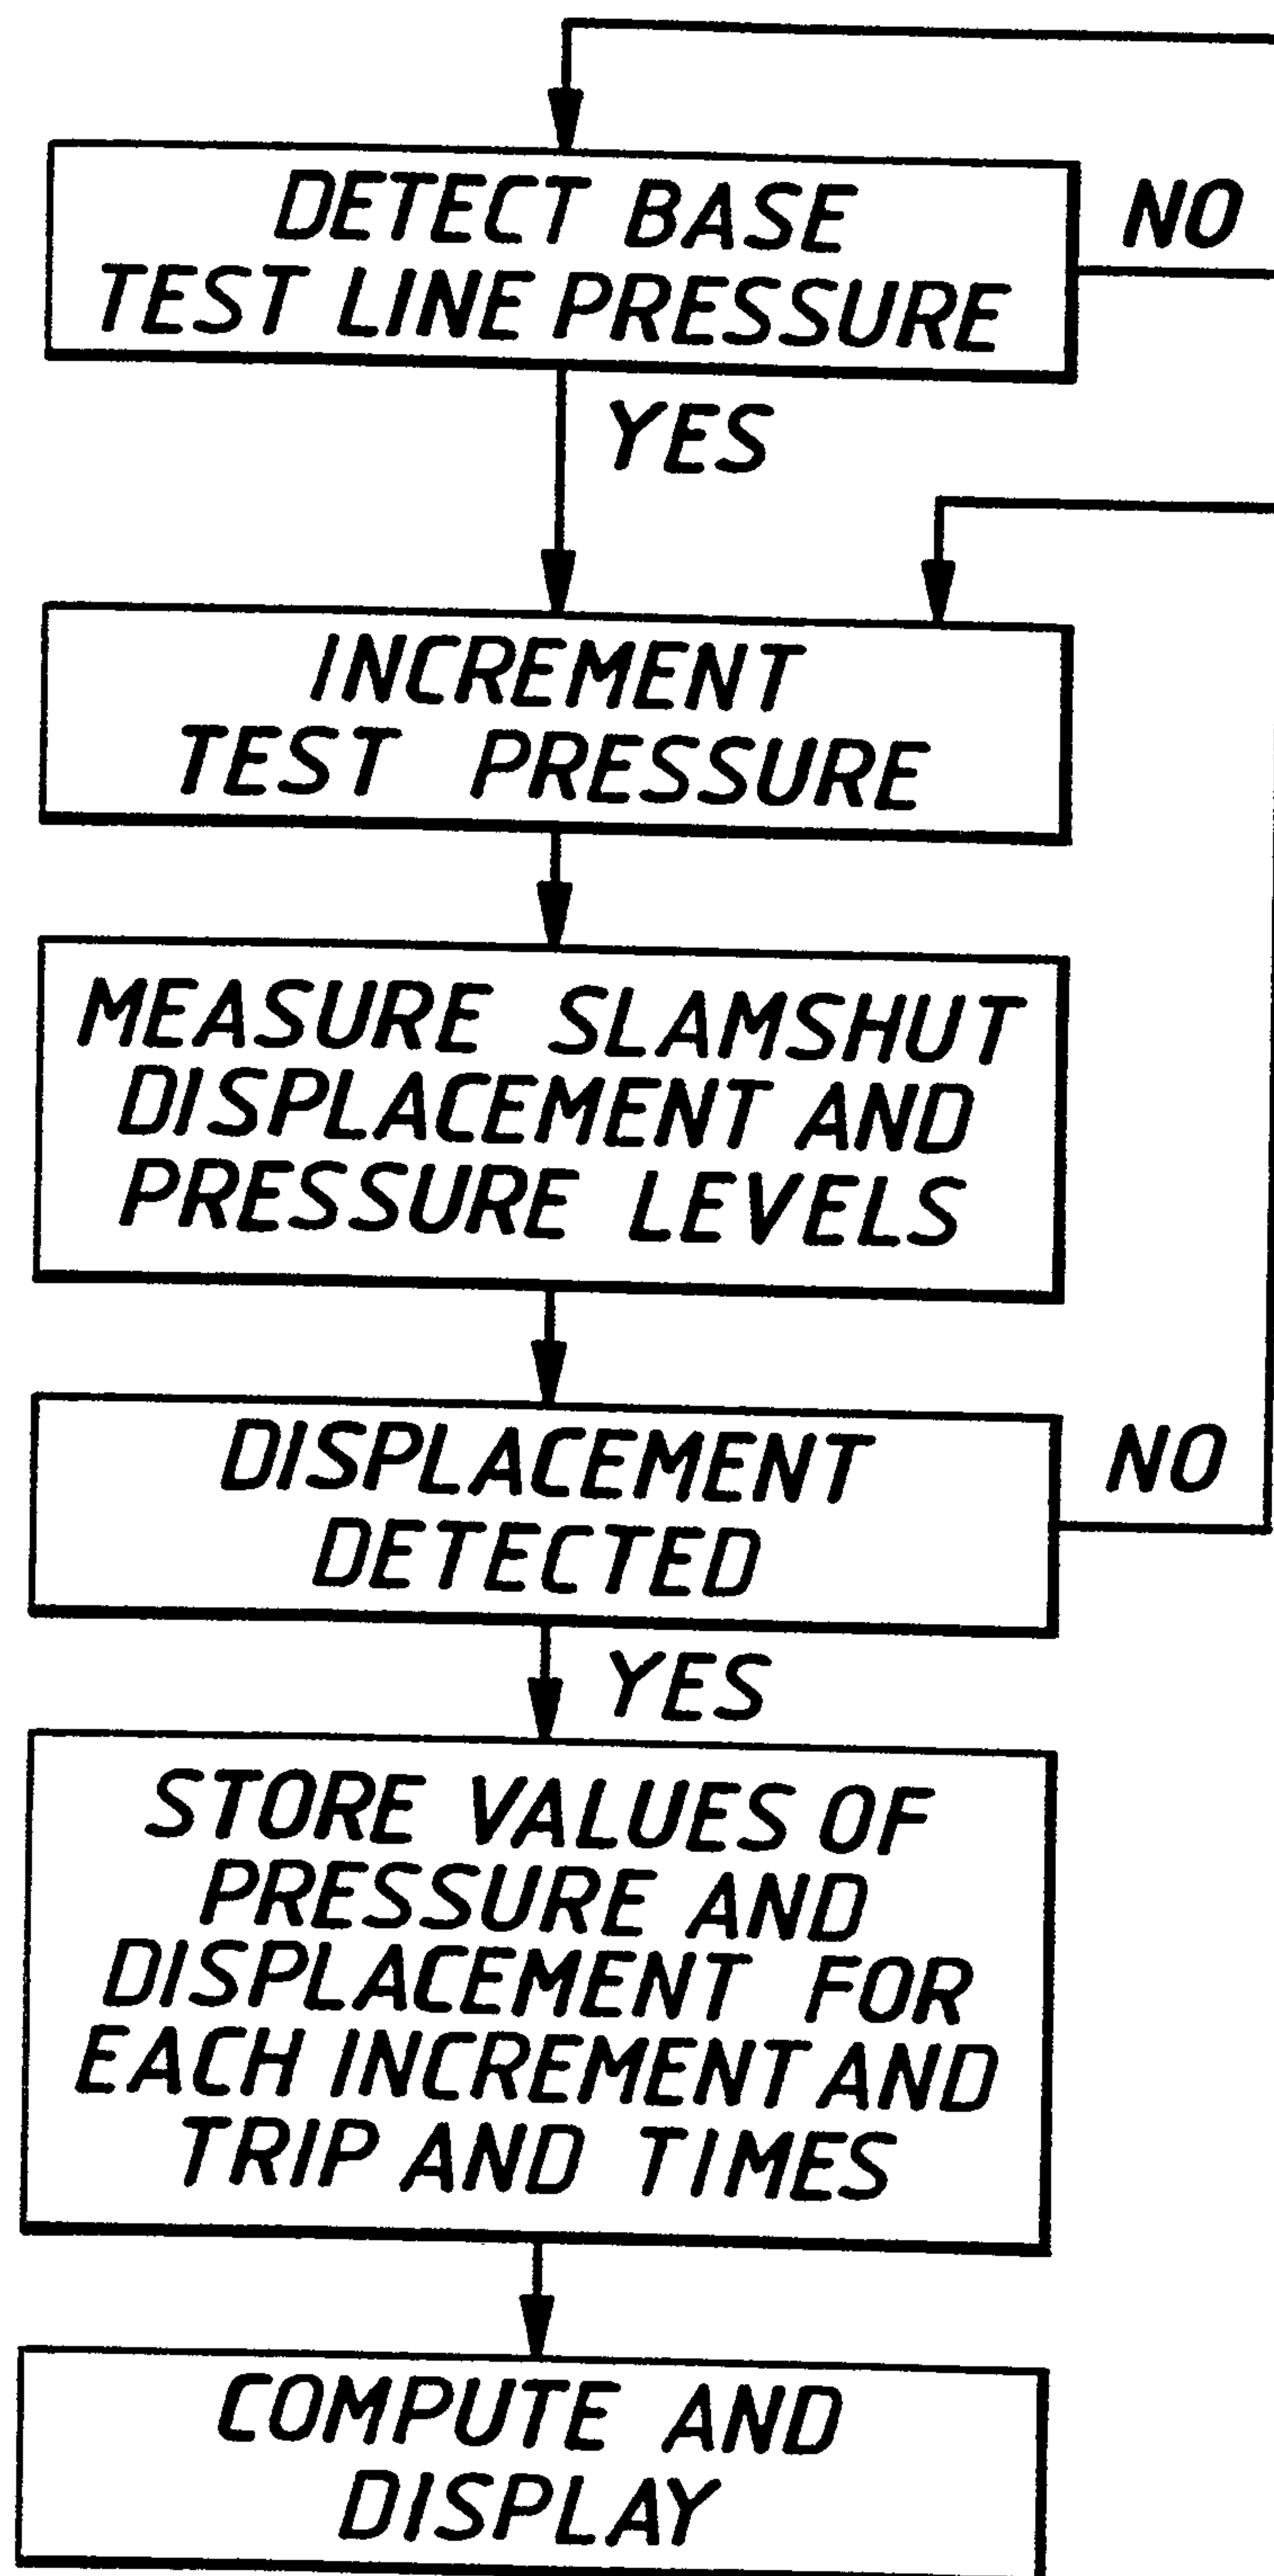 DETECT BASE
TEST LINE PRESSURE
NO
YES
INCREMENT
TEST PRESSURE
MEASURE SLAMSHUT
DISPLACEMENT AND
PRESSURE LEVELS
DISPLACEMENT
DETECTED
NO
YES
STORE VALUES OF
PRESSURE AND
DISPLACEMENT FOR
EACH INCREMENT AND
TRIP AND TIMES
COMPUTE AND
DISPLAY